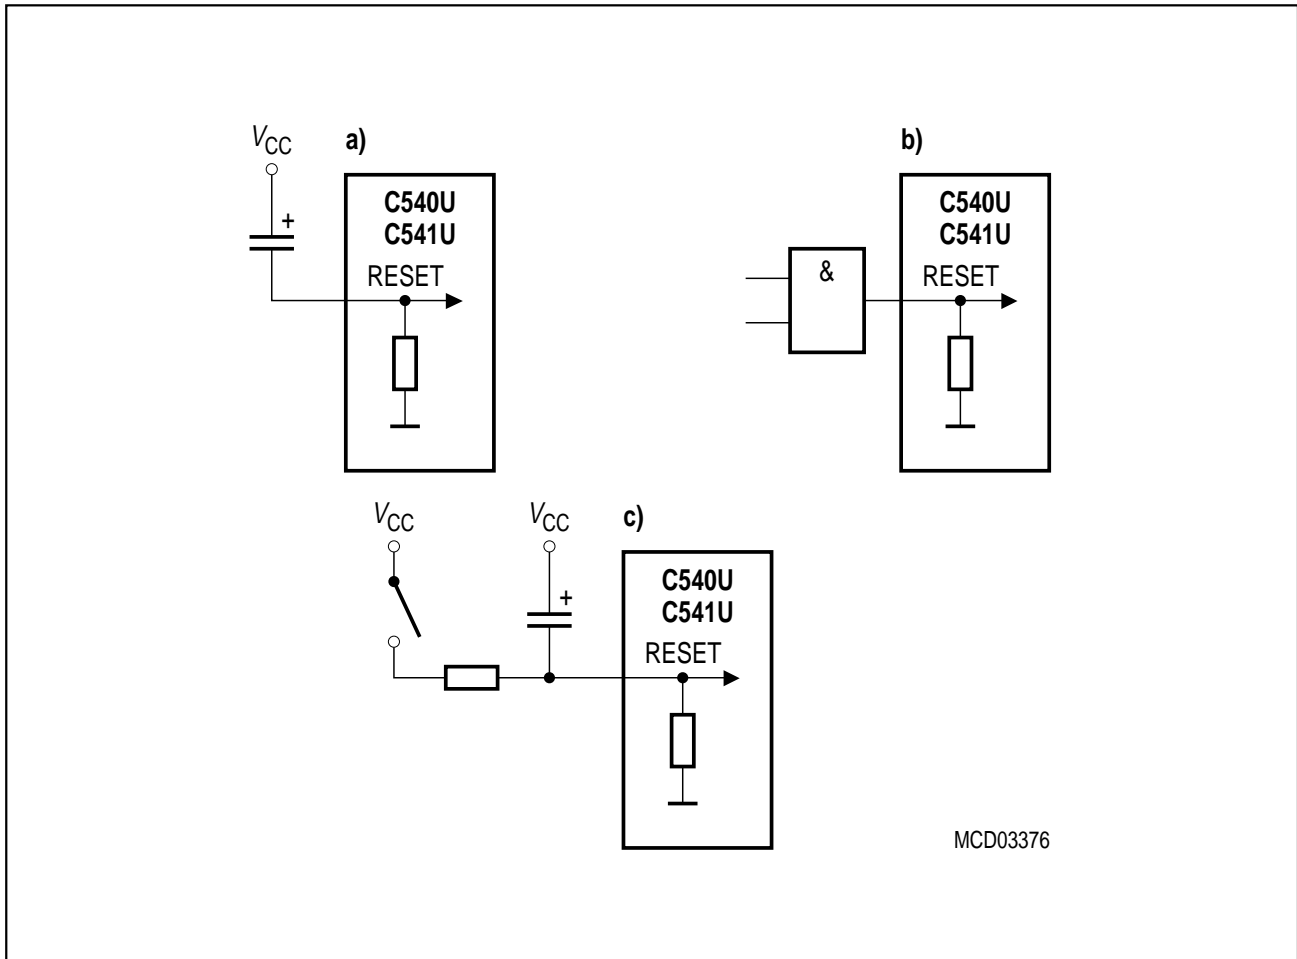 VCC
a)
+
C540U
C541U
RESET
b)
&
C540U
C541U
RESET
VCC
VCC
c)
+
C540U
C541U
RESET
MCD03376